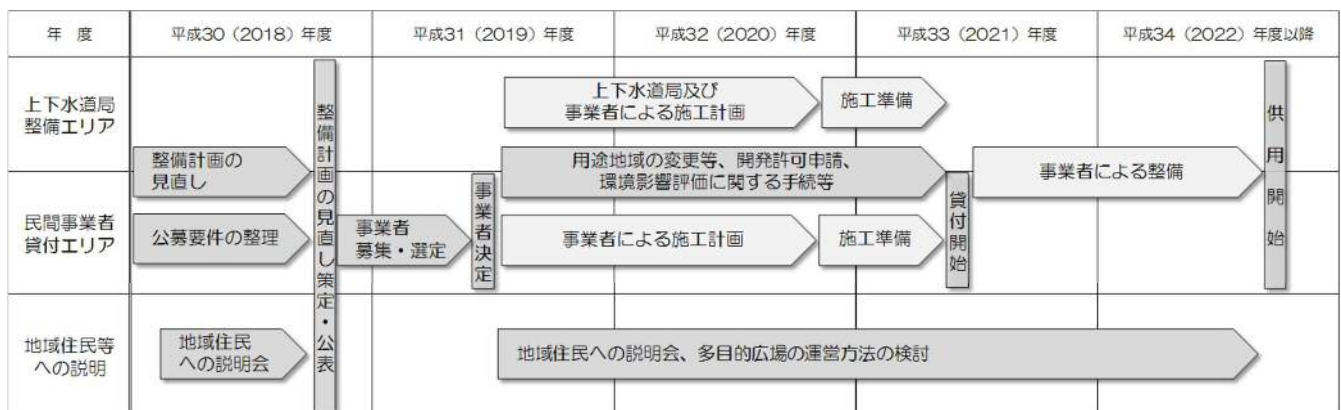 年 度
平成30（2018）年度
平成31（2019）年度
平成32（2020）年度
平成33（2021）年度
平成34（2022）年度以降
上下水道局
整備エリア
民間事業者
貸付エリア
地域住民等
への説明
整備計画の
見直し
公募要件の整理
地域住民
への説明会
整備計画の見直し策定・公表
事業者
募集・選定
事業者決定
上下水道局及び
事業者による施工計画
施工準備
用途地域の変更等、開発許可申請、
環境影響評価に関する手続等
事業者による施工計画
施工準備
貸付開始
事業者による整備
供用開始
地域住民への説明会、多目的広場の運営方法の検討